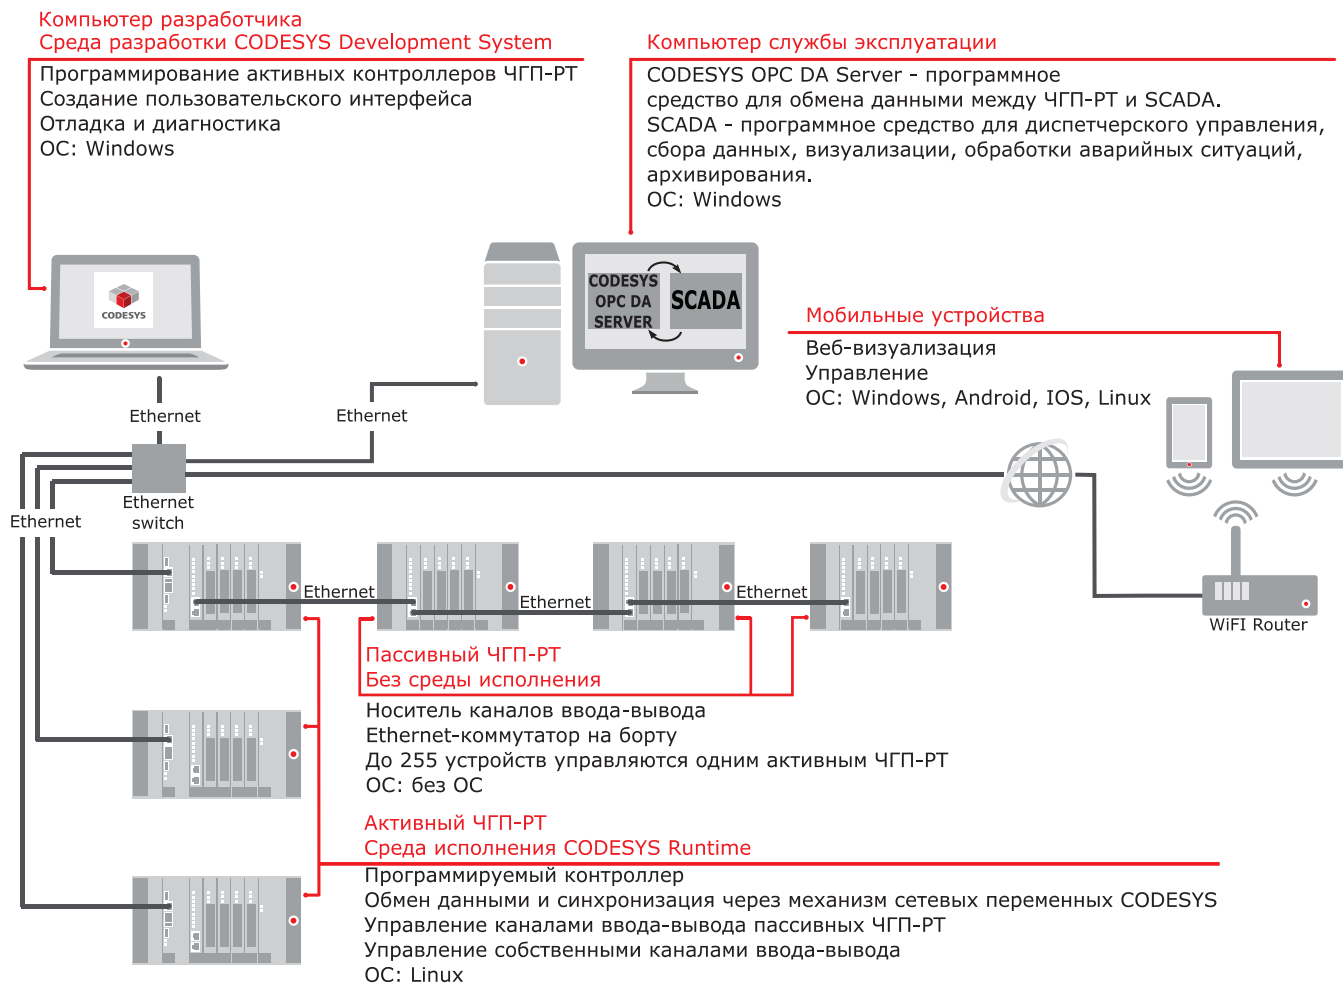 Компьютер разработчика
Среда разработки CODESYS Development System
Программирование активных контроллеров ЧГП-РТ
Создание пользовательского интерфейса
Отладка и диагностика
ОС: Windows
Компьютер службы эксплуатации
CODESYS OPC DA Server - программное
средство для обмена данными между ЧГП-РТ и SCADA.
SCADA - программное средство для диспетчерского управления,
сбора данных, визуализации, обработки аварийных ситуаций,
архивирования.
ОС: Windows
CODESYS
CODESYS
OPC DA
SERVER
SCADA
Мобильные устройства
Веб-визуализация
Управление
ОС: Windows, Android, IOS, Linux
Ethernet
Ethernet
Ethernet
switch
Ethernet
Ethernet
Ethernet
Ethernet
WiFI Router
Пассивный ЧГП-РТ
Без среды исполнения
Носитель каналов ввода-вывода
Ethernet-коммутатор на борту
До 255 устройств управляются одним активным ЧГП-РТ
ОС: без ОС
Активный ЧГП-РТ
Среда исполнения CODESYS Runtime
Программируемый контроллер
Обмен данными и синхронизация через механизм сетевых переменных CODESYS
Управление каналами ввода-вывода пассивных ЧГП-РТ
Управление собственными каналами ввода-вывода
ОС: Linux